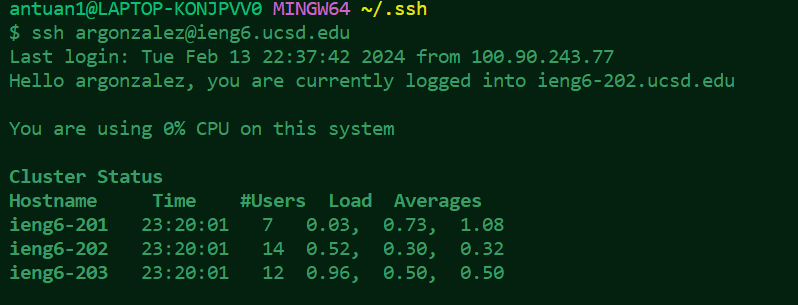 antuan1@LAPTOP-KONJPVV0 MINGW64 ~/.ssh
$ ssh argonzalez@ieng6.ucsd.edu
Last login: Tue Feb 13 22:37:42 2024 from 100.90.243.77
Hello argonzalez, you are currently logged into ieng6-202.ucsd.edu
You are using 0% CPU on this system
Cluster Status
Hostname Time #Users Load Averages
ieng6-201 23:20:01 7 0.03, 0.73, 1.08
ieng6-202 23:20:01 14 0.52, 0.30, 0.32
ieng6-203 23:20:01 12 0.96, 0.50, 0.50